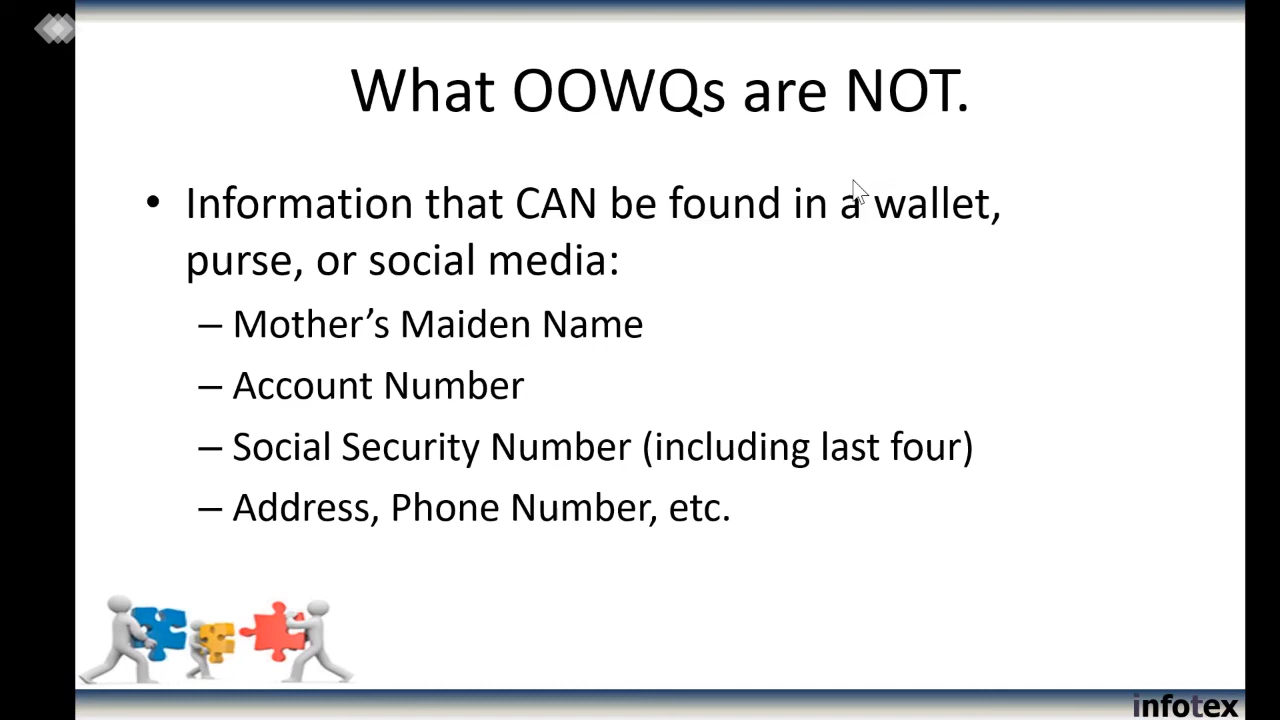 What OOWQs are NOT.
• Information that CAN be found in a wallet,
purse, or social media:
– Mother’s Maiden Name
– Account Number
– Social Security Number (including last four)
– Address, Phone Number, etc.
infotex